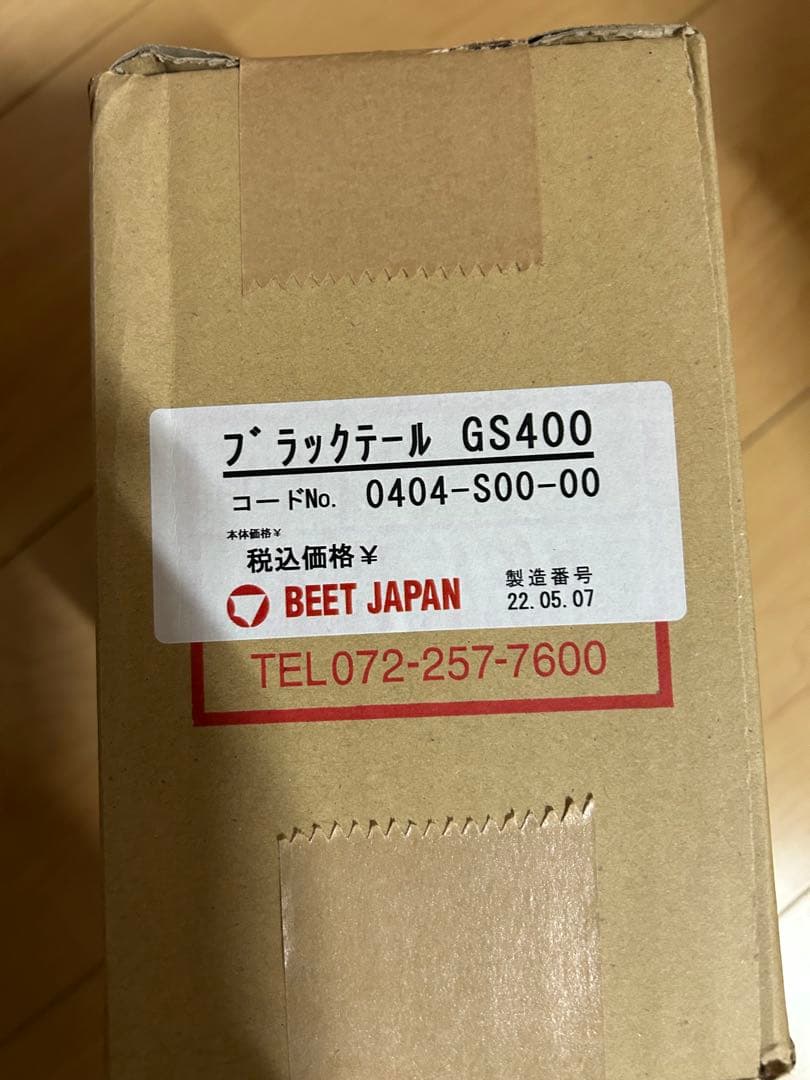 ブラックテール GS400
コードNo. 0404-S00-00
本体価格¥
税込価格¥
BEET JAPAN
製造番号
22.05.07
TEL072-257-7600